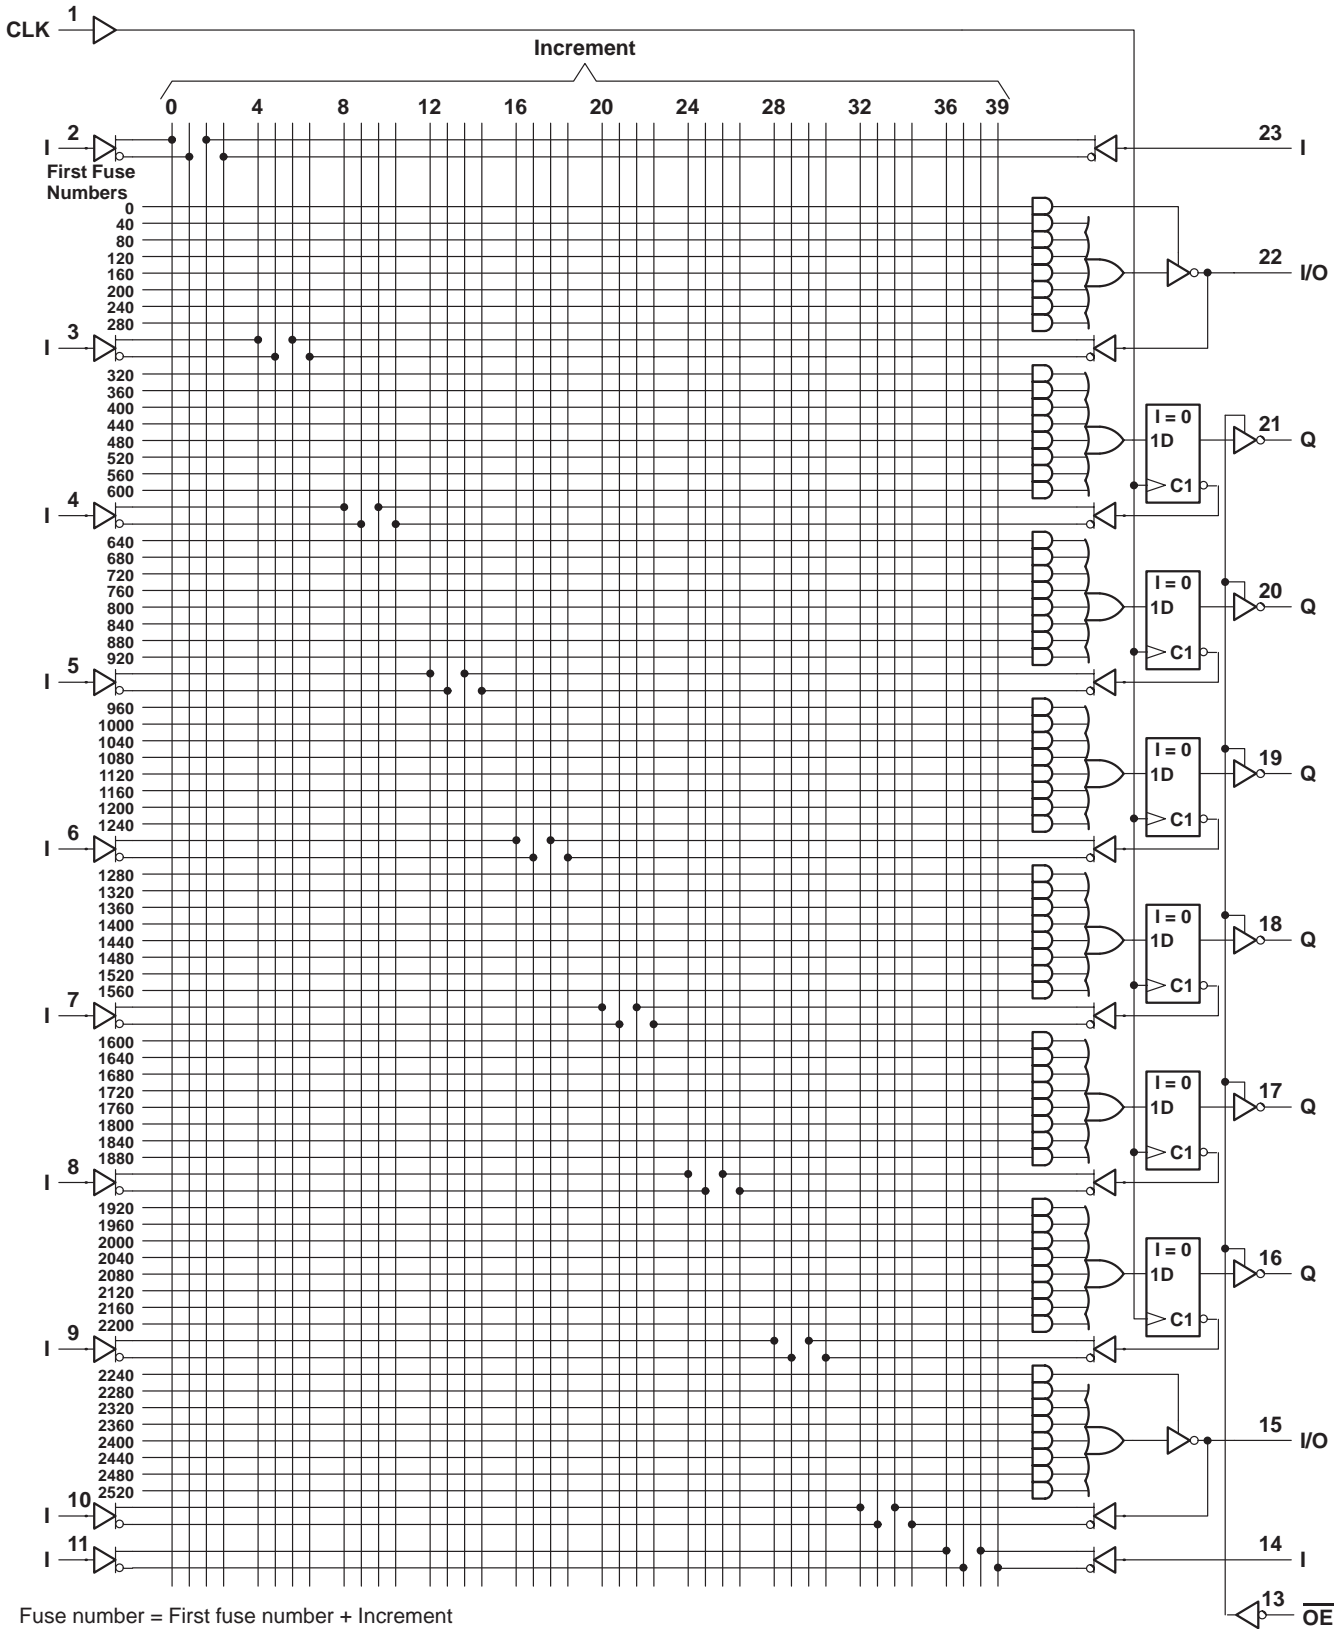 CLK 1
Increment
0 4 8 12 16 20 24 28 32 36 39
I 2 23 I
First Fuse
Numbers
0
40
80
120
160 22 I/O
200
240
280
I 3
320
360
400 I = 0
440 21 Q
480 1D
520
560
600 C1
I 4
640
680
720 I = 0
760 20 Q
800 1D
840
880
920 C1
I 5
960
1000
1040 I = 0
1080 19 Q
1120 1D
1160
1200
1240 C1
I 6
1280
1320
1360 I = 0
1400 18 Q
1440 1D
1480
1520
1560 C1
I 7
1600
1640
1680 I = 0
1720 17 Q
1760 1D
1800
1840
1880 C1
I 8
1920
1960
2000 I = 0
2040 16 Q
2080 1D
2120
2160
2200 C1
I 9
2240
2280
2320
2360
2400 15 I/O
2440
2480
2520
I 10
I 11 14 I
Fuse number = First fuse number + Increment 13 OE